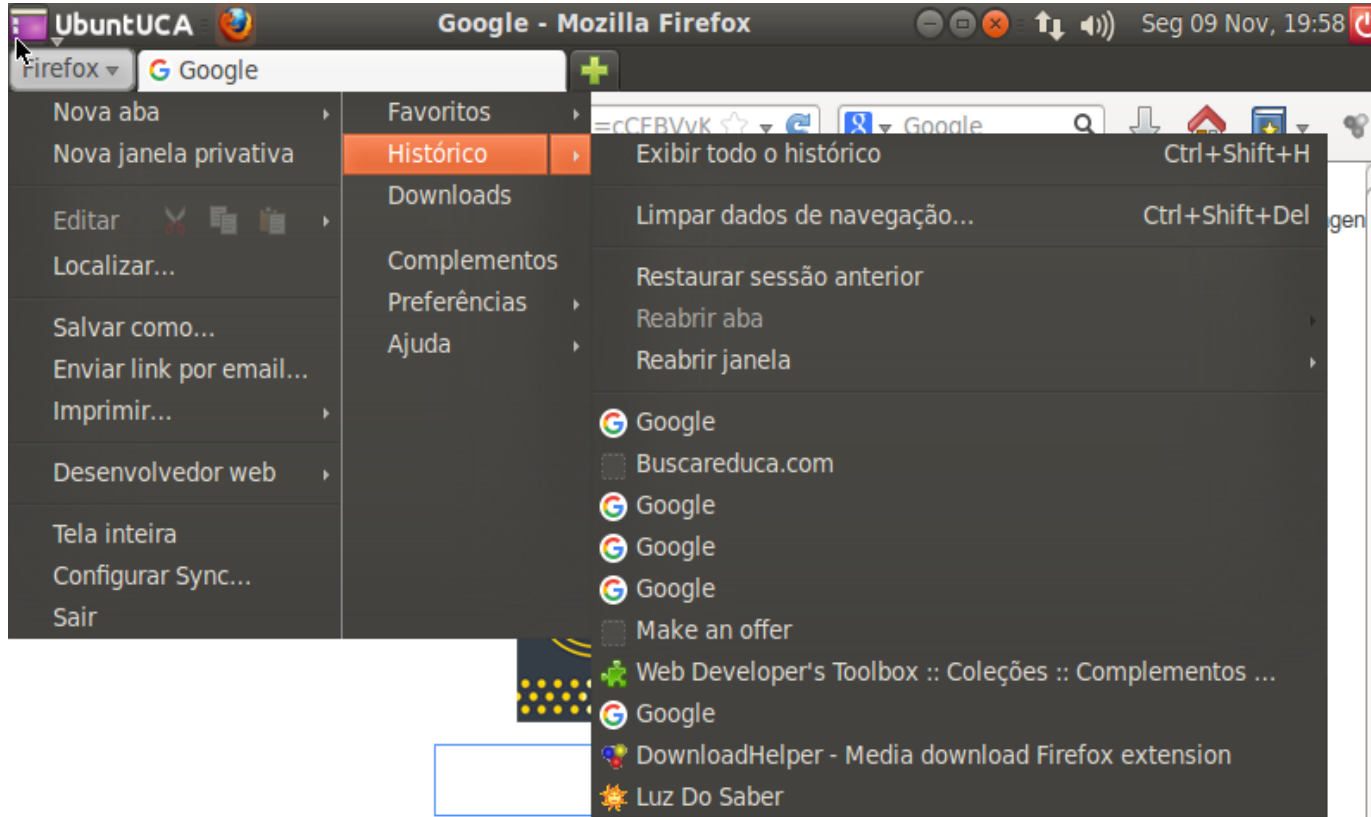 UbuntUCA Google - Mozilla Firefox Seg 09 Nov, 19:58
Firefox Google
Nova aba
Nova janela privativa
Editar
Localizar...
Salvar como...
Enviar link por email...
Imprimir...
Desenvolvedor web
Tela inteira
Configurar Sync...
Sair
Favoritos
Histórico
Downloads
Complementos
Preferências
Ajuda
Google
Exibir todo o histórico Ctrl+Shift+H
Limpar dados de navegação... Ctrl+Shift+Del
Restaurar sessão anterior
Reabrir aba
Reabrir janela
Google
Buscareduca.com
Google
Google
Google
Make an offer
Web Developer's Toolbox :: Coleções :: Complementos ...
Google
DownloadHelper - Media download Firefox extension
Luz Do Saber